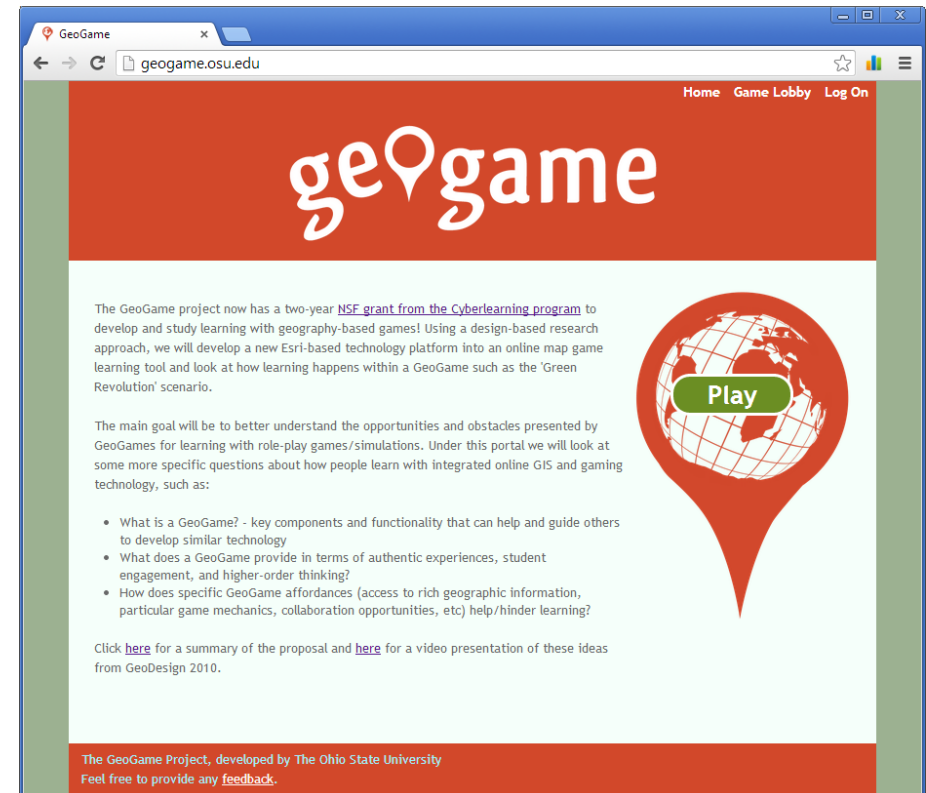 GeoGame
geogame.osu.edu
Home Game Lobby Log On
geogame
The GeoGame project now has a two-year NSF grant from the Cyberlearning program to
develop and study learning with geography-based games! Using a design-based research
approach, we will develop a new Esri-based technology platform into an online map game
learning tool and look at how learning happens within a GeoGame such as the 'Green
Revolution' scenario.
Play
The main goal will be to better understand the opportunities and obstacles presented by
GeoGames for learning with role-play games/simulations. Under this portal we will look at
some more specific questions about how people learn with integrated online GIS and gaming
technology, such as:
• What is a GeoGame? - key components and functionality that can help and guide others
to develop similar technology
• What does a GeoGame provide in terms of authentic experiences, student
engagement, and higher-order thinking?
• How does specific GeoGame affordances (access to rich geographic information,
particular game mechanics, collaboration opportunities, etc) help/hinder learning?
Click here for a summary of the proposal and here for a video presentation of these ideas
from GeoDesign 2010.
The GeoGame Project, developed by The Ohio State University
Feel free to provide any feedback.